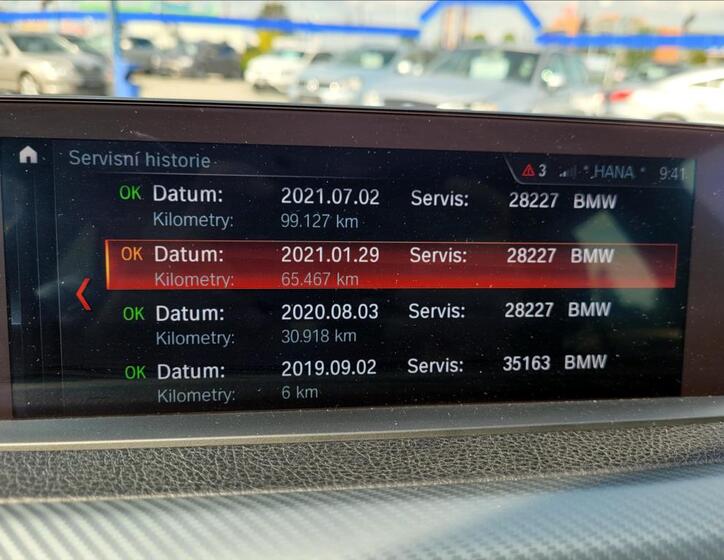 Servisní historie
3 "HANA" 9:41
OK Datum: 2021.07.02 Servis: 28227 BMW
Kilometry: 99.127 km
OK Datum: 2021.01.29 Servis: 28227 BMW
Kilometry: 65.467 km
OK Datum: 2020.08.03 Servis: 28227 BMW
Kilometry: 30.918 km
OK Datum: 2019.09.02 Servis: 35163 BMW
Kilometry: 6 km